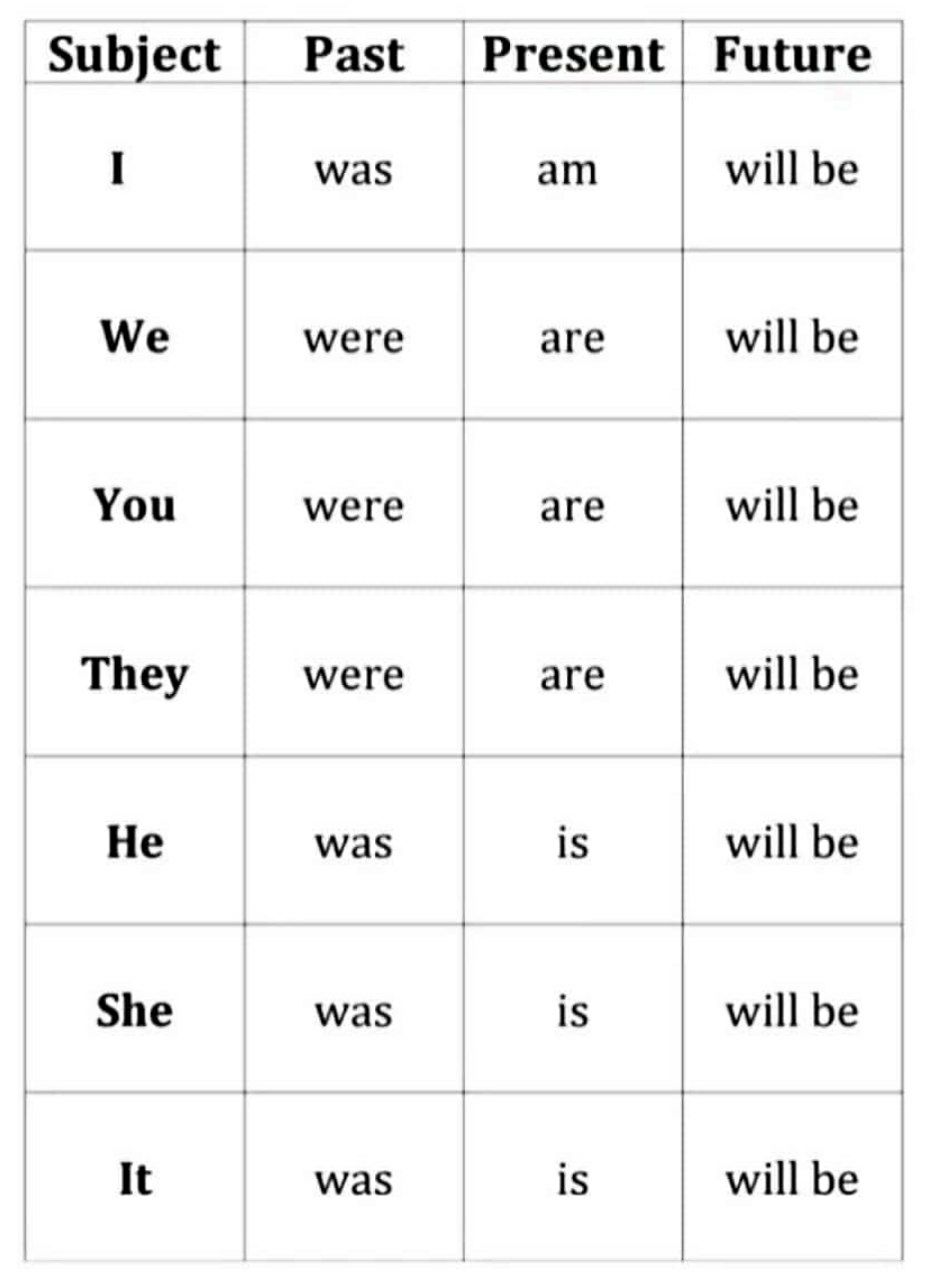 Subject Past Present Future
I was am will be
We were are will be
You were are will be
They were are will be
He was is will be
She was is will be
It was is will be